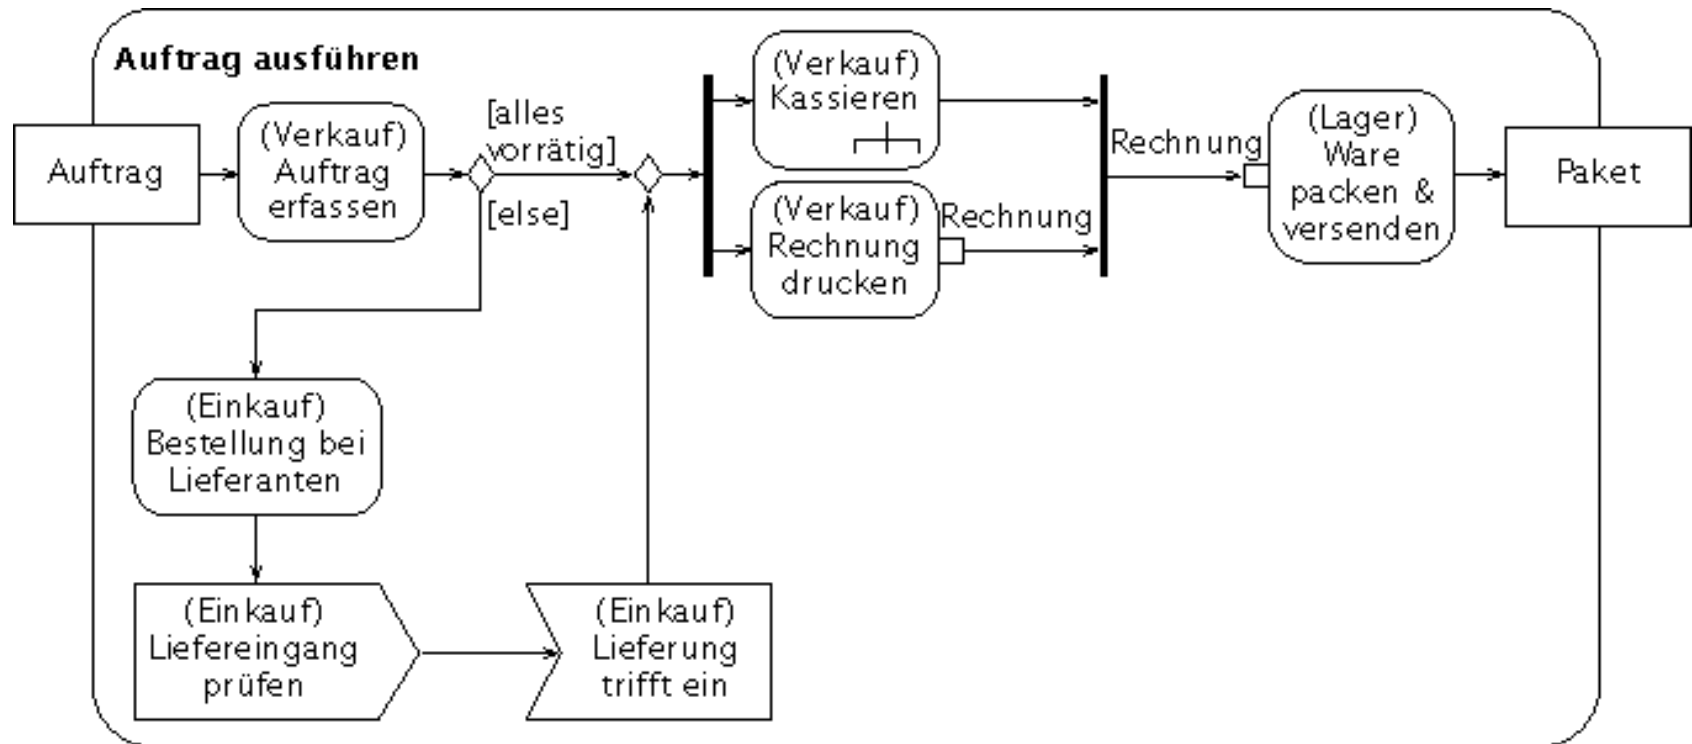 Auftrag ausführen
Auftrag
(Verkauf)
Auftrag
erfassen
[alles
vorrätig]
[else]
(Verkauf)
Kassieren
(Verkauf)
Rechnung
drucken
Rechnung
Rechnung
(Lager)
Ware
packen &
versenden
Paket
(Einkauf)
Bestellung bei
Lieferanten
(Einkauf)
Liefereingang
prüfen
(Einkauf)
Lieferung
trifft ein